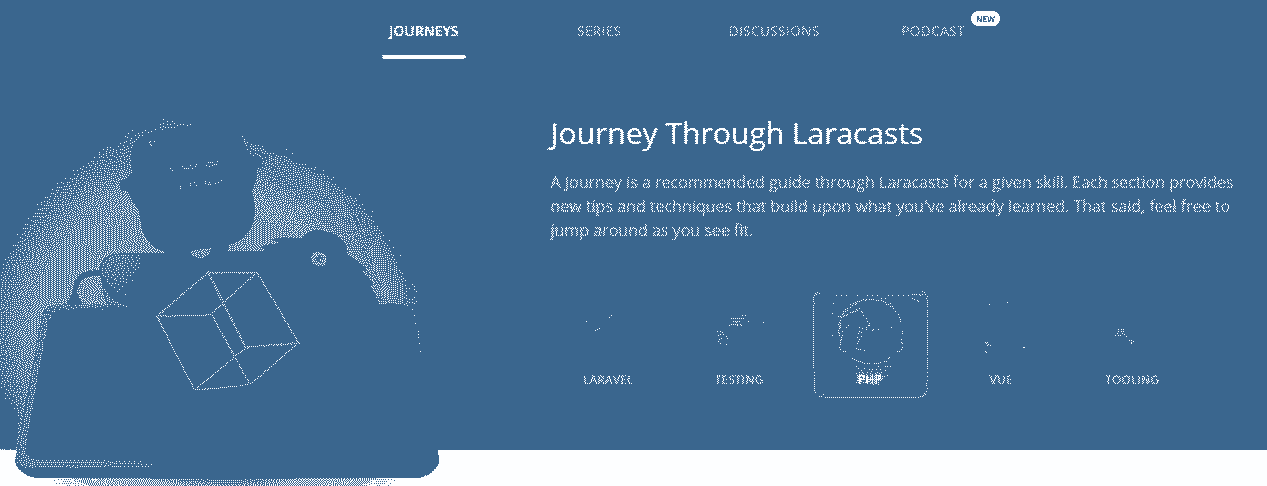 JOURNEYS
SERIES
DISCUSSIONS
PODCAST
NEW
Journey Through Laracasts
A Journey is a recommended guide through Laracasts for a given skill. Each section provides
new tips and techniques that build upon what you've already learned. That said, feel free to
jump around as you see fit.
LARAVEL
TESTING
PHP
VUE
TOOLING